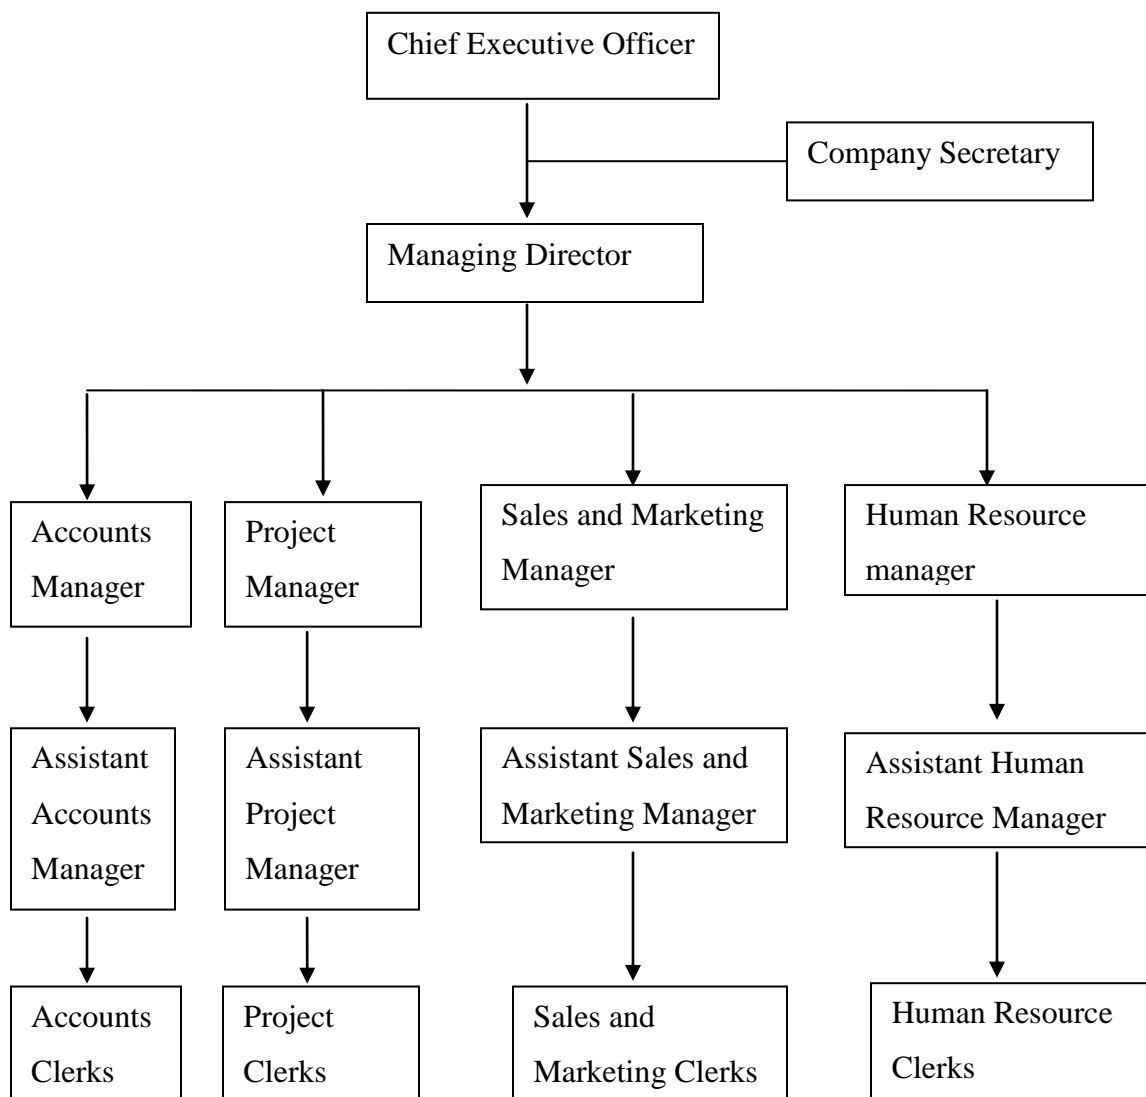 Chief Executive Officer
Company Secretary
Managing Director
Accounts
Manager
Project
Manager
Sales and Marketing
Manager
Human Resource
manager
Assistant
Accounts
Manager
Assistant
Project
Manager
Assistant Sales and
Marketing Manager
Assistant Human
Resource Manager
Accounts
Clerks
Project
Clerks
Sales and
Marketing Clerks
Human Resource
Clerks